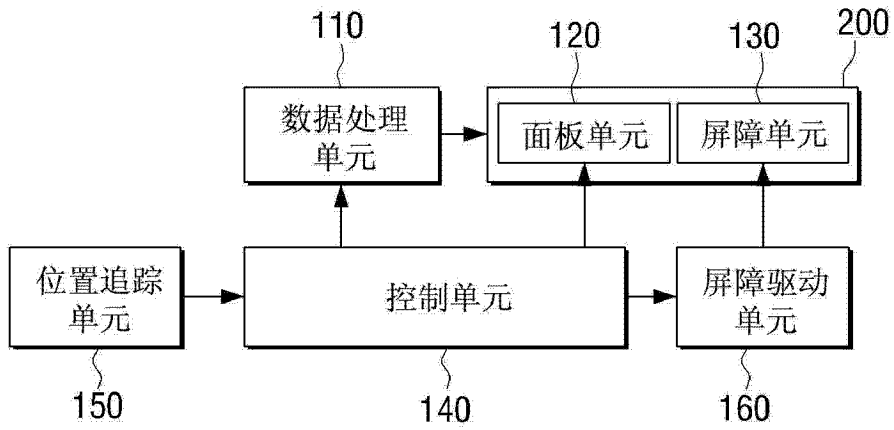 110
120
130
200
数据处理
单元
面板单元
屏障单元
位置追踪
单元
控制单元
屏障驱动
单元
150
140
160